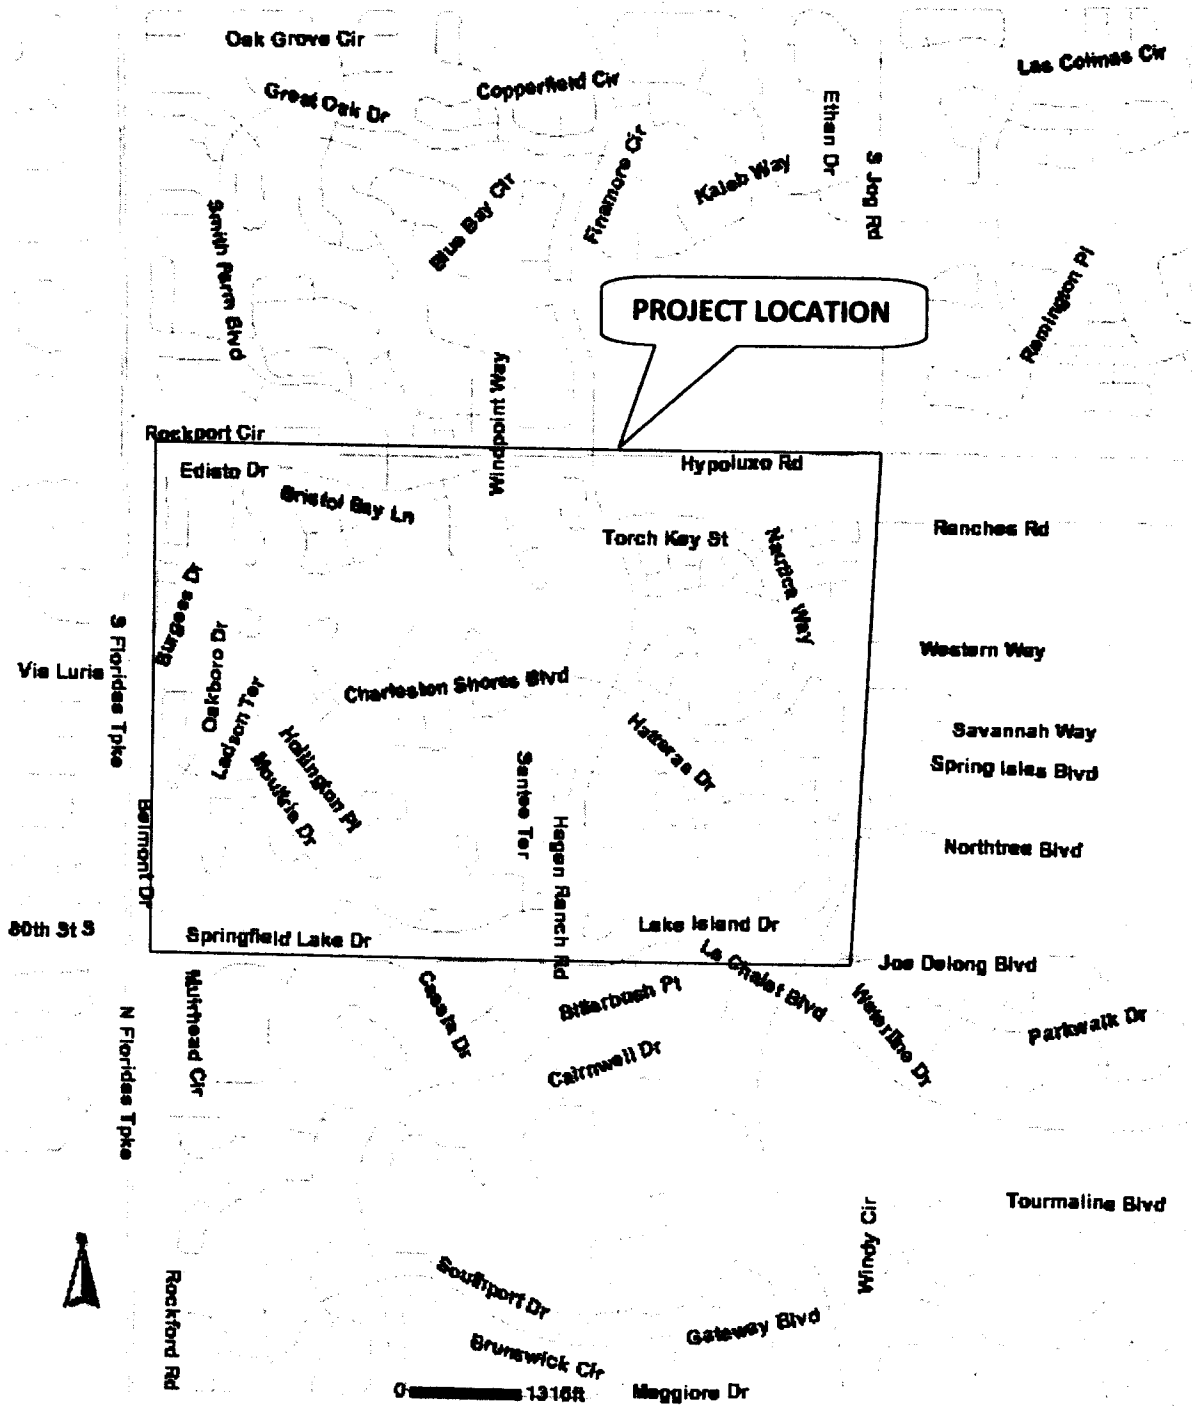 Oak Grove Cir
Las Colinas Cir
Great Oak Dr
Copperfield Cir
Ethan Dr
Finamore Cir
Kaleb Way
S Jog Rd
Blue Bay Cir
Smith Farm Blvd
Remington Pl
PROJECT LOCATION
Windpoint Way
Rockport Cir
Hypoluxo Rd
Edisto Dr
Bristol Bay Ln
Ranches Rd
Torch Key St
Nautica Way
Burgess Dr
S Floridas Tpke
Oakboro Dr
Western Way
Via Luria
Charleston Shores Blvd
Ladson Ter
Hollington Pl
Hatteras Dr
Savannah Way
Moultrie Dr
Santee Ter
Spring Isles Blvd
Belmont Dr
Hagen Ranch Rd
Northtree Blvd
80th St S
Lake Island Dr
Springfield Lake Dr
Le Chalet Blvd
Joe Delong Blvd
Muirhead Cir
Cassia Dr
Bitterbush Pt
Waterline Dr
Parkwalk Dr
N Floridas Tpke
Cairnwell Dr
Tourmaline Blvd
Windy Cir
Southport Dr
Rockford Rd
Gateway Blvd
Brunswick Cir
0 1316ft
Maggiore Dr